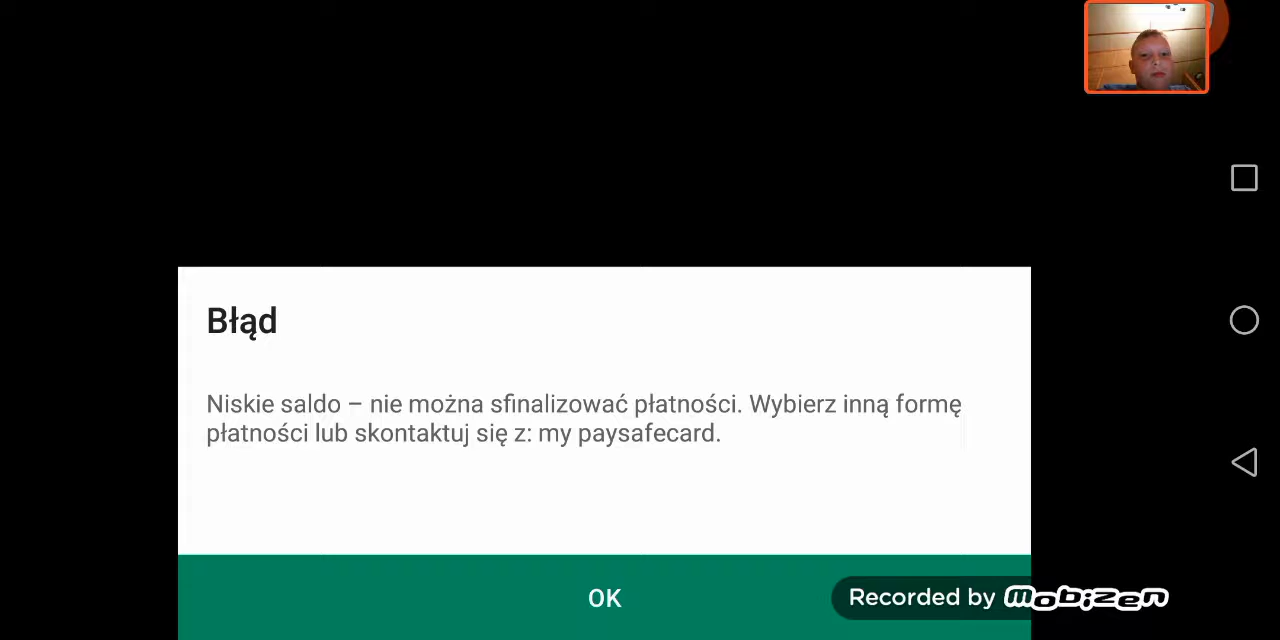 Błąd
Niskie saldo – nie można sfinalizować płatności. Wybierz inną formę
płatności lub skontaktuj się z: my paysafecard.
OK
Recorded by mobizen